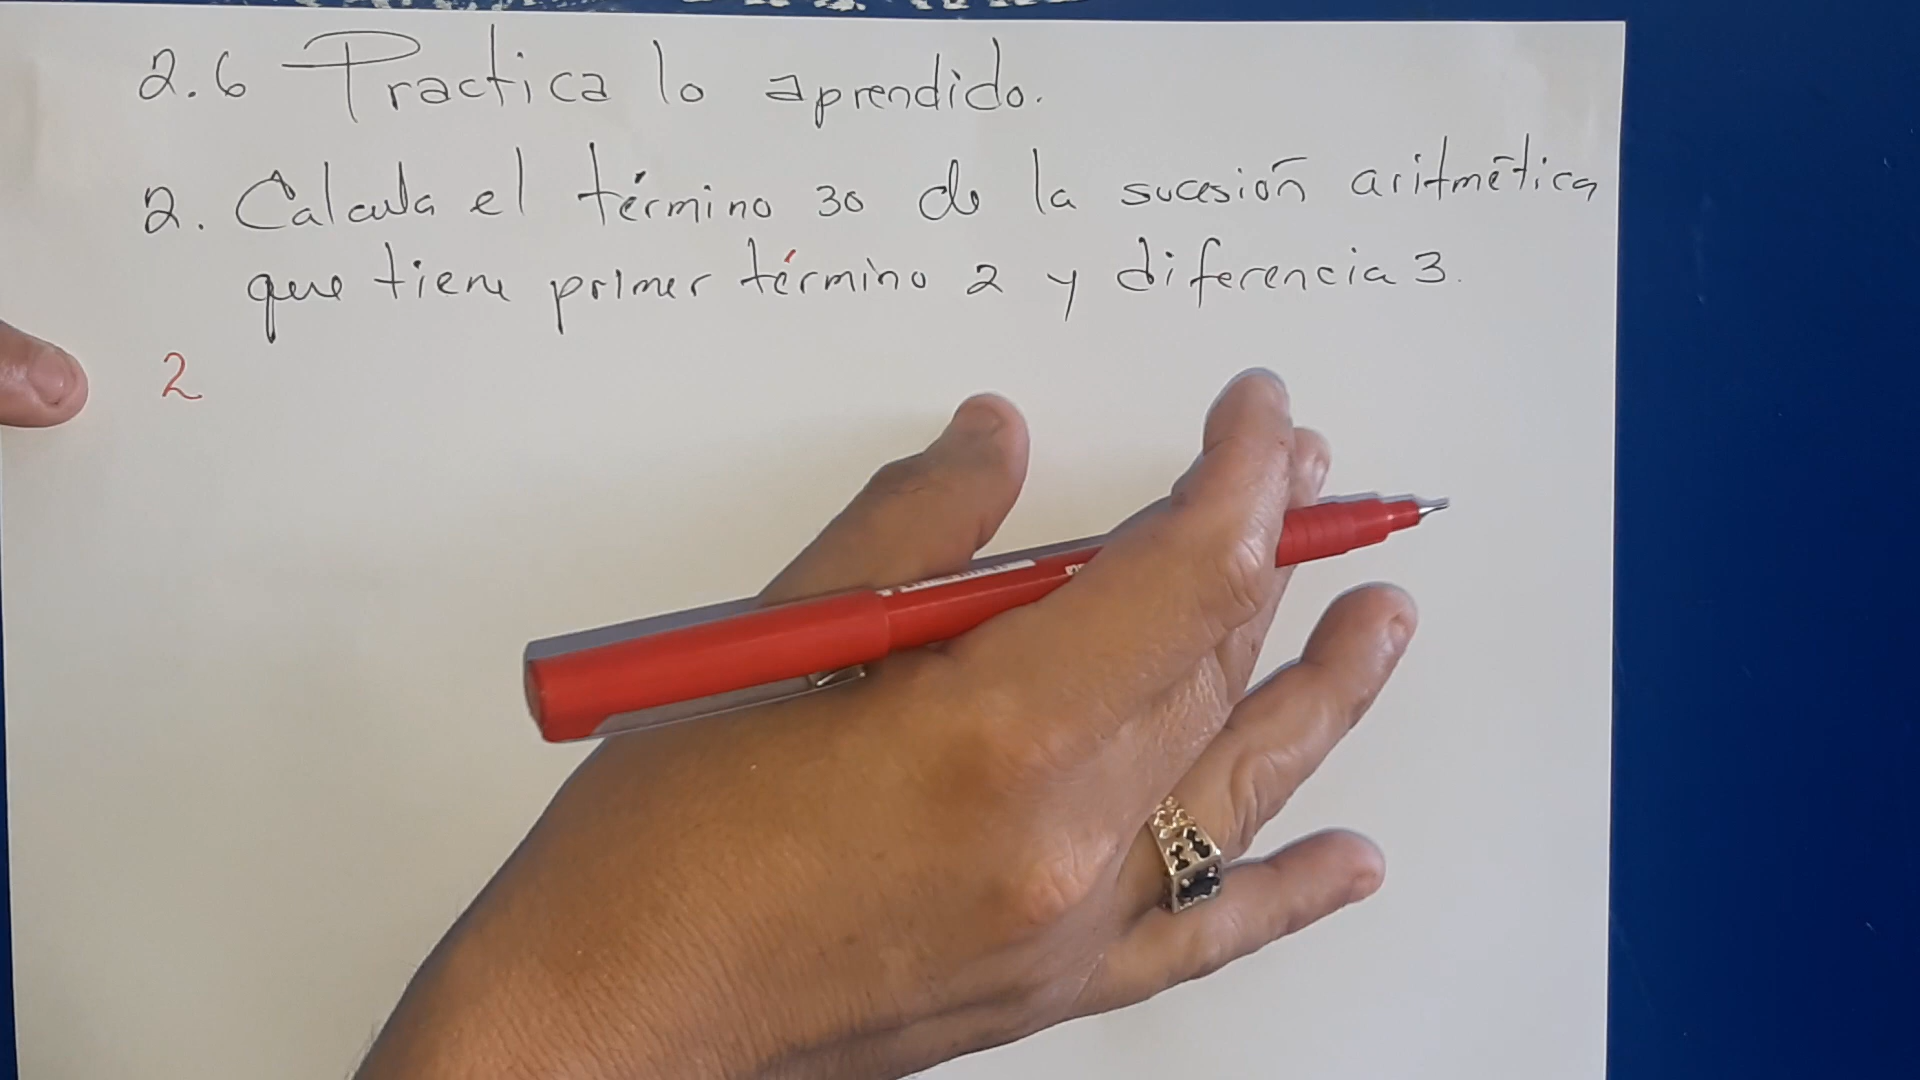 2.6 Practica lo aprendido.
2. Calcula el término 30 de la sucesión aritmética
que tiene primer término 2 y diferencia 3.
2